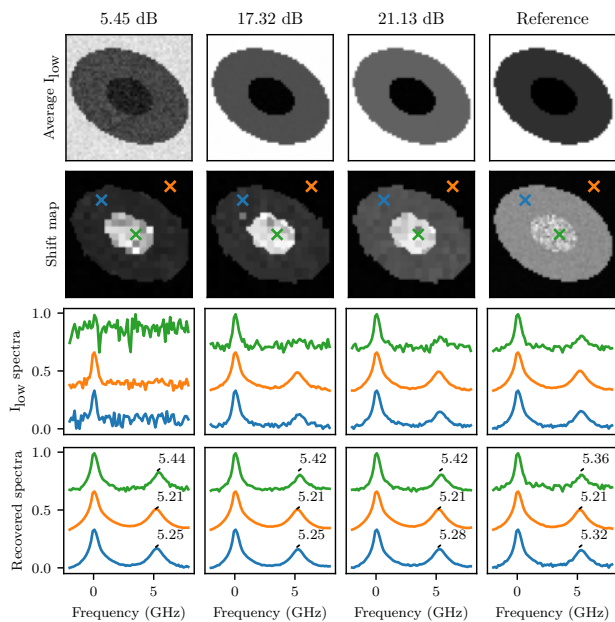 5.45 dB 17.32 dB 21.13 dB Reference
Average I_low
Shift map
I_low spectra
1.0
0.5
0.0
Recovered spectra
1.0
0.0
5.44 5.42 5.42 5.36
5.21 5.21 5.21 5.21
5.25 5.25 5.28 5.32
0 5 0 5 0 5 0 5
Frequency (GHz) Frequency (GHz) Frequency (GHz) Frequency (GHz)